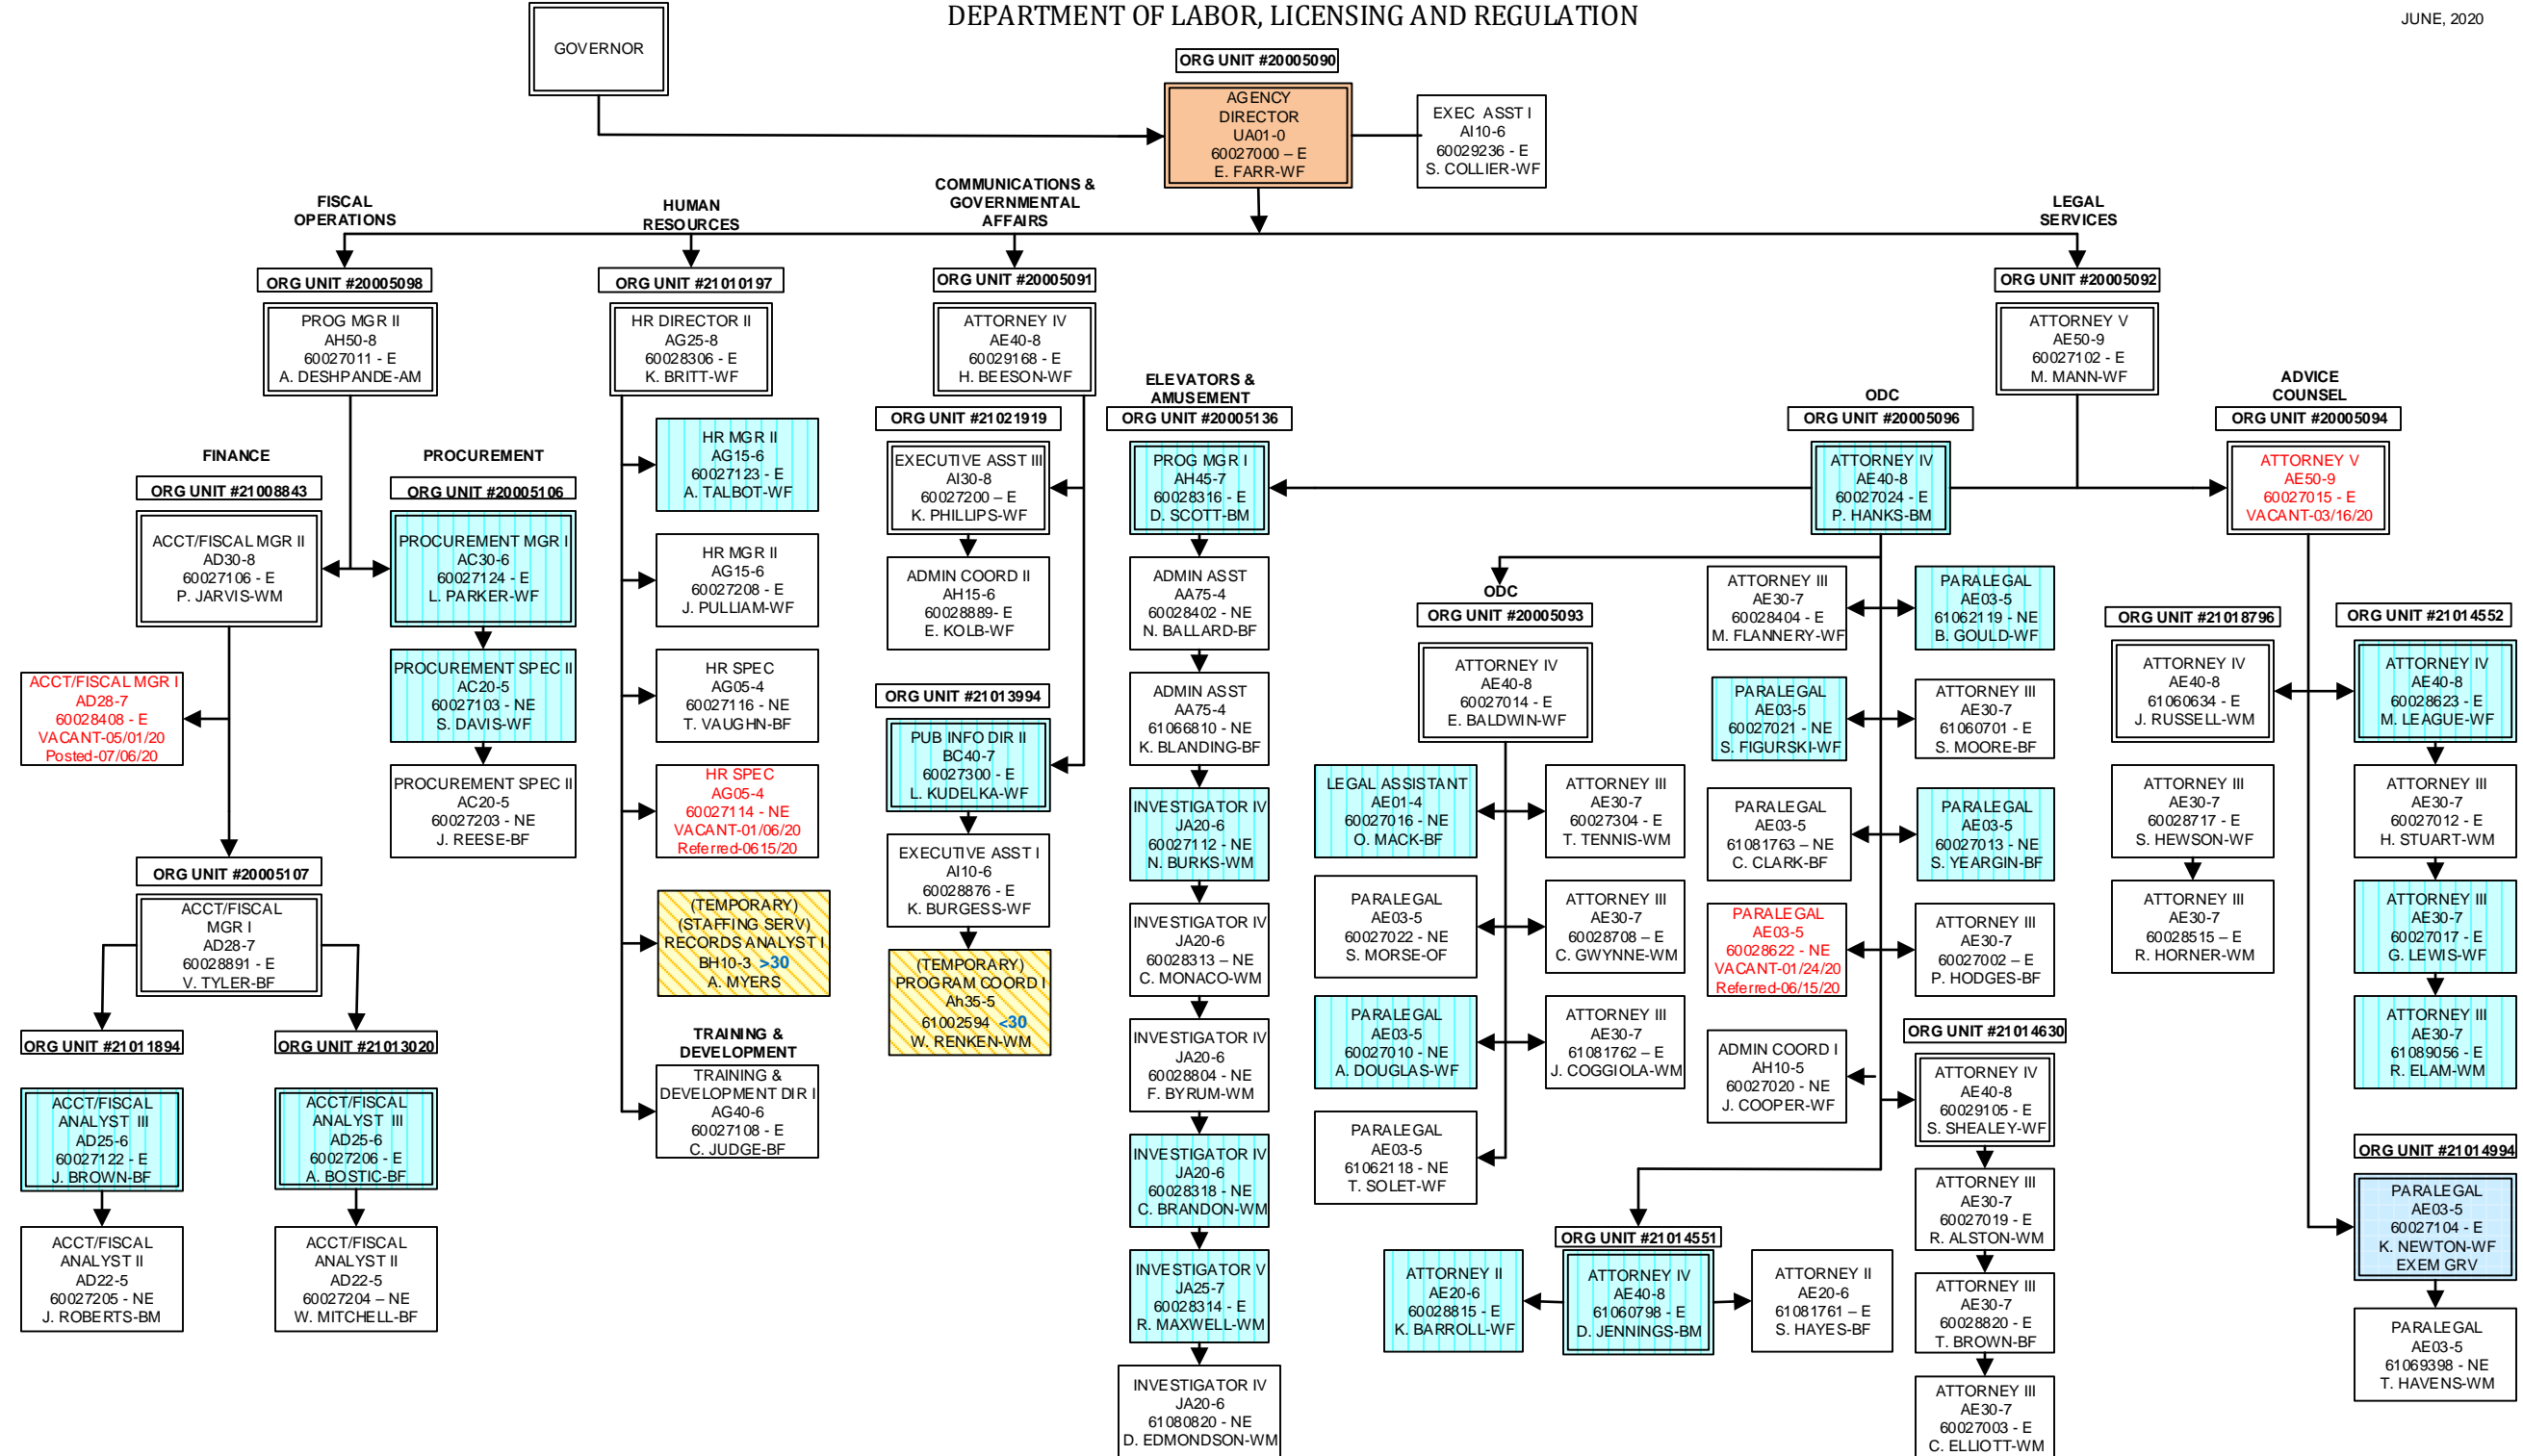 DEPARTMENT OF LABOR, LICENSING AND REGULATION
JUNE, 2020
GOVERNOR
ORG UNIT #20005090
AGENCY
DIRECTOR
UA01-0
60027000 – E
E. FARR-WF
EXEC ASST I
AI10-6
60029236 - E
S. COLLIER-WF
FISCAL
OPERATIONS
HUMAN
RESOURCES
COMMUNICATIONS &
GOVERNMENTAL
AFFAIRS
LEGAL
SERVICES
ORG UNIT #20005098
PROG MGR II
AH50-8
60027011 - E
A. DESHPANDE-AM
FINANCE
ORG UNIT #21008843
ACCT/FISCAL MGR II
AD30-8
60027106 - E
P. JARVIS-WM
PROCUREMENT
ORG UNIT #20005106
PROCUREMENT MGR I
AC30-6
60027124 - E
L. PARKER-WF
PROCUREMENT SPEC II
AC20-5
60027103 - NE
S. DAVIS-WF
PROCUREMENT SPEC II
AC20-5
60027203 - NE
J. REESE-BF
ACCT/FISCAL MGR I
AD28-7
60028408 - E
VACANT-05/01/20
Posted-07/06/20
ORG UNIT #20005107
ACCT/FISCAL
MGR I
AD28-7
60028891 - E
V. TYLER-BF
ORG UNIT #21011894
ACCT/FISCAL
ANALYST III
AD25-6
60027122 - E
J. BROWN-BF
ACCT/FISCAL
ANALYST II
AD22-5
60027205 - NE
J. ROBERTS-BM
ORG UNIT #21013020
ACCT/FISCAL
ANALYST III
AD25-6
60027206 - E
A. BOSTIC-BF
ACCT/FISCAL
ANALYST II
AD22-5
60027204 – NE
W. MITCHELL-BF
ORG UNIT #21010197
HR DIRECTOR II
AG25-8
60028306 - E
K. BRITT-WF
HR MGR II
AG15-6
60027123 - E
A. TALBOT-WF
HR MGR II
AG15-6
60027208 - E
J. PULLIAM-WF
HR SPEC
AG05-4
60027116 - NE
T. VAUGHN-BF
HR SPEC
AG05-4
60027114 - NE
VACANT-01/06/20
Referred-0615/20
(TEMPORARY)
(STAFFING SERV)
RECORDS ANALYST I
BH10-3 >30
A. MYERS
TRAINING &
DEVELOPMENT
TRAINING &
DEVELOPMENT DIR I
AG40-6
60027108 - E
C. JUDGE-BF
ORG UNIT #20005091
ATTORNEY IV
AE40-8
60029168 - E
H. BEESON-WF
ORG UNIT #21021919
EXECUTIVE ASST III
AI30-8
60027200 – E
K. PHILLIPS-WF
ADMIN COORD II
AH15-6
60028889- E
E. KOLB-WF
ORG UNIT #21013994
PUB INFO DIR II
BC40-7
60027300 - E
L. KUDELKA-WF
EXECUTIVE ASST I
AI10-6
60028876 - E
K. BURGESS-WF
(TEMPORARY)
PROGRAM COORD I
Ah35-5
61002594 <30
W. RENKEN-WM
ELEVATORS &
AMUSEMENT
ORG UNIT #20005136
PROG MGR I
AH45-7
60028316 - E
D. SCOTT-BM
ADMIN ASST
AA75-4
60028402 - NE
N. BALLARD-BF
ADMIN ASST
AA75-4
61066810 - NE
K. BLANDING-BF
INVESTIGATOR IV
JA20-6
60027112 - NE
N. BURKS-WM
INVESTIGATOR IV
JA20-6
60028313 – NE
C. MONACO-WM
INVESTIGATOR IV
JA20-6
60028804 - NE
F. BYRUM-WM
INVESTIGATOR IV
JA20-6
60028318 - NE
C. BRANDON-WM
INVESTIGATOR V
JA25-7
60028314 - E
R. MAXWELL-WM
INVESTIGATOR IV
JA20-6
61080820 - NE
D. EDMONDSON-WM
ORG UNIT #20005092
ATTORNEY V
AE50-9
60027102 – E
M. MANN-WF
ODC
ORG UNIT #20005096
ATTORNEY IV
AE40-8
60027024 - E
P. HANKS-BM
ODC
ORG UNIT #20005093
ATTORNEY IV
AE40-8
60027014 - E
E. BALDWIN-WF
LEGAL ASSISTANT
AE01-4
60027016 - NE
O. MACK-BF
ATTORNEY III
AE30-7
60027304 - E
T. TENNIS-WM
PARALEGAL
AE03-5
60027022 - NE
S. MORSE-OF
ATTORNEY III
AE30-7
60028708 – E
C. GWYNNE-WM
PARALEGAL
AE03-5
60027010 - NE
A. DOUGLAS-WF
ATTORNEY III
AE30-7
61081762 – E
J. COGGIOLA-WM
PARALEGAL
AE03-5
61062118 - NE
T. SOLET-WF
ATTORNEY III
AE30-7
60028404 – E
M. FLANNERY-WF
PARALEGAL
AE03-5
61062119 - NE
B. GOULD-WF
PARALEGAL
AE03-5
60027021 - NE
S. FIGURSKI-WF
ATTORNEY III
AE30-7
61060701 – E
S. MOORE-BF
PARALEGAL
AE03-5
61081763 – NE
C. CLARK-BF
PARALEGAL
AE03-5
60027013 - NE
S. YEARGIN-BF
PARALEGAL
AE03-5
60028622 - NE
VACANT-01/24/20
Referred-06/15/20
ATTORNEY III
AE30-7
60027002 – E
P. HODGES-BF
ADMIN COORD I
AH10-5
60027020 - NE
J. COOPER-WF
ORG UNIT #21014630
ATTORNEY IV
AE40-8
60029105 - E
S. SHEALEY-WF
ATTORNEY III
AE30-7
60027019 - E
R. ALSTON-WM
ATTORNEY III
AE30-7
60028820 - E
T. BROWN-BF
ATTORNEY III
AE30-7
60027003 - E
C. ELLIOTT-WM
ORG UNIT #21014551
ATTORNEY II
AE20-6
60028815 - E
K. BARROLL-WF
ATTORNEY IV
AE40-8
61060798 - E
D. JENNINGS-BM
ATTORNEY II
AE20-6
61081761 – E
S. HAYES-BF
ADVICE
COUNSEL
ORG UNIT #20005094
ATTORNEY V
AE50-9
60027015 - E
VACANT-03/16/20
ORG UNIT #21018796
ATTORNEY IV
AE40-8
61060634 - E
J. RUSSELL-WM
ATTORNEY III
AE30-7
60028717 - E
S. HEWSON-WF
ATTORNEY III
AE30-7
60028515 – E
R. HORNER-WM
ORG UNIT #21014552
ATTORNEY IV
AE40-8
60028623 - E
M. LEAGUE-WF
ATTORNEY III
AE30-7
60027012 - E
H. STUART-WM
ATTORNEY III
AE30-7
60027017 - E
G. LEWIS-WF
ATTORNEY III
AE30-7
61089056 - E
R. ELAM-WM
ORG UNIT #21014994
PARALEGAL
AE03-5
60027104 - E
K. NEWTON-WF
EXEM GRV
PARALEGAL
AE03-5
61069398 - NE
T. HAVENS-WM